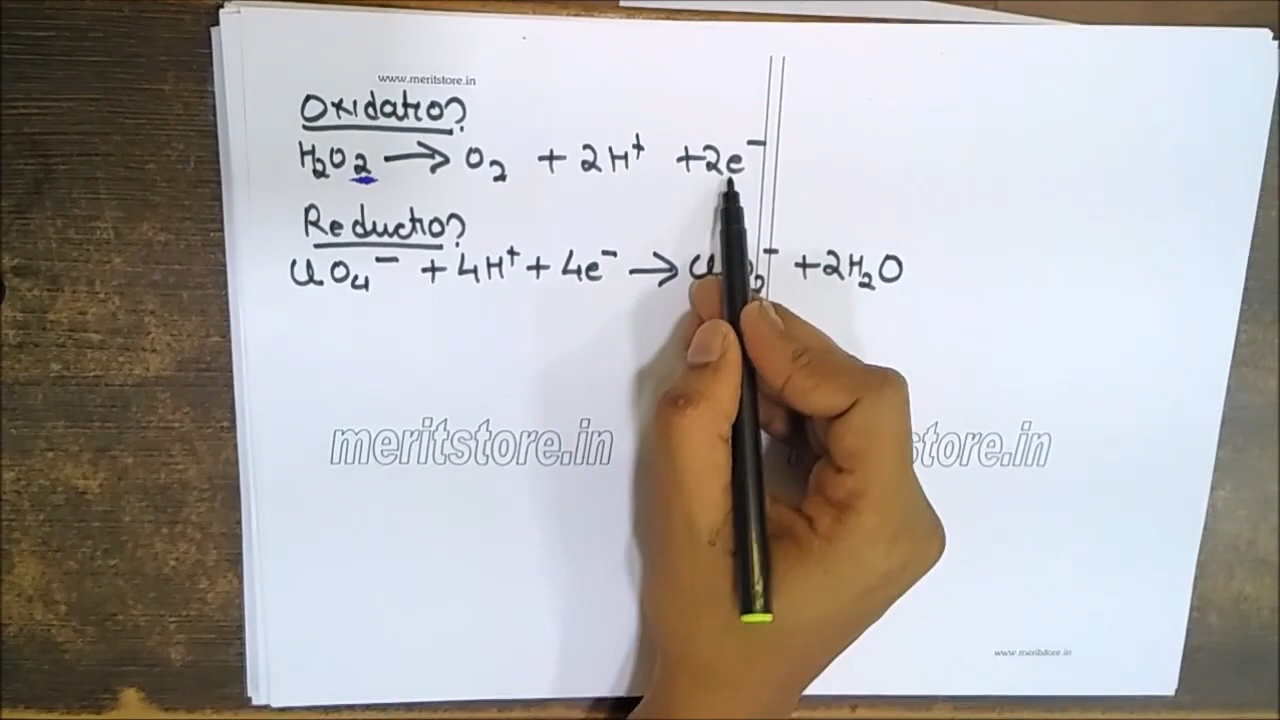 www.meritstore.in
Oxidation
H₂O₂ → O₂ + 2H⁺ + 2e⁻
Reduction
ClO₄⁻ + 4H⁺ + 4e⁻ → ClO₂⁻ + 2H₂O
meritstore.in
store.in
www.meritstore.in